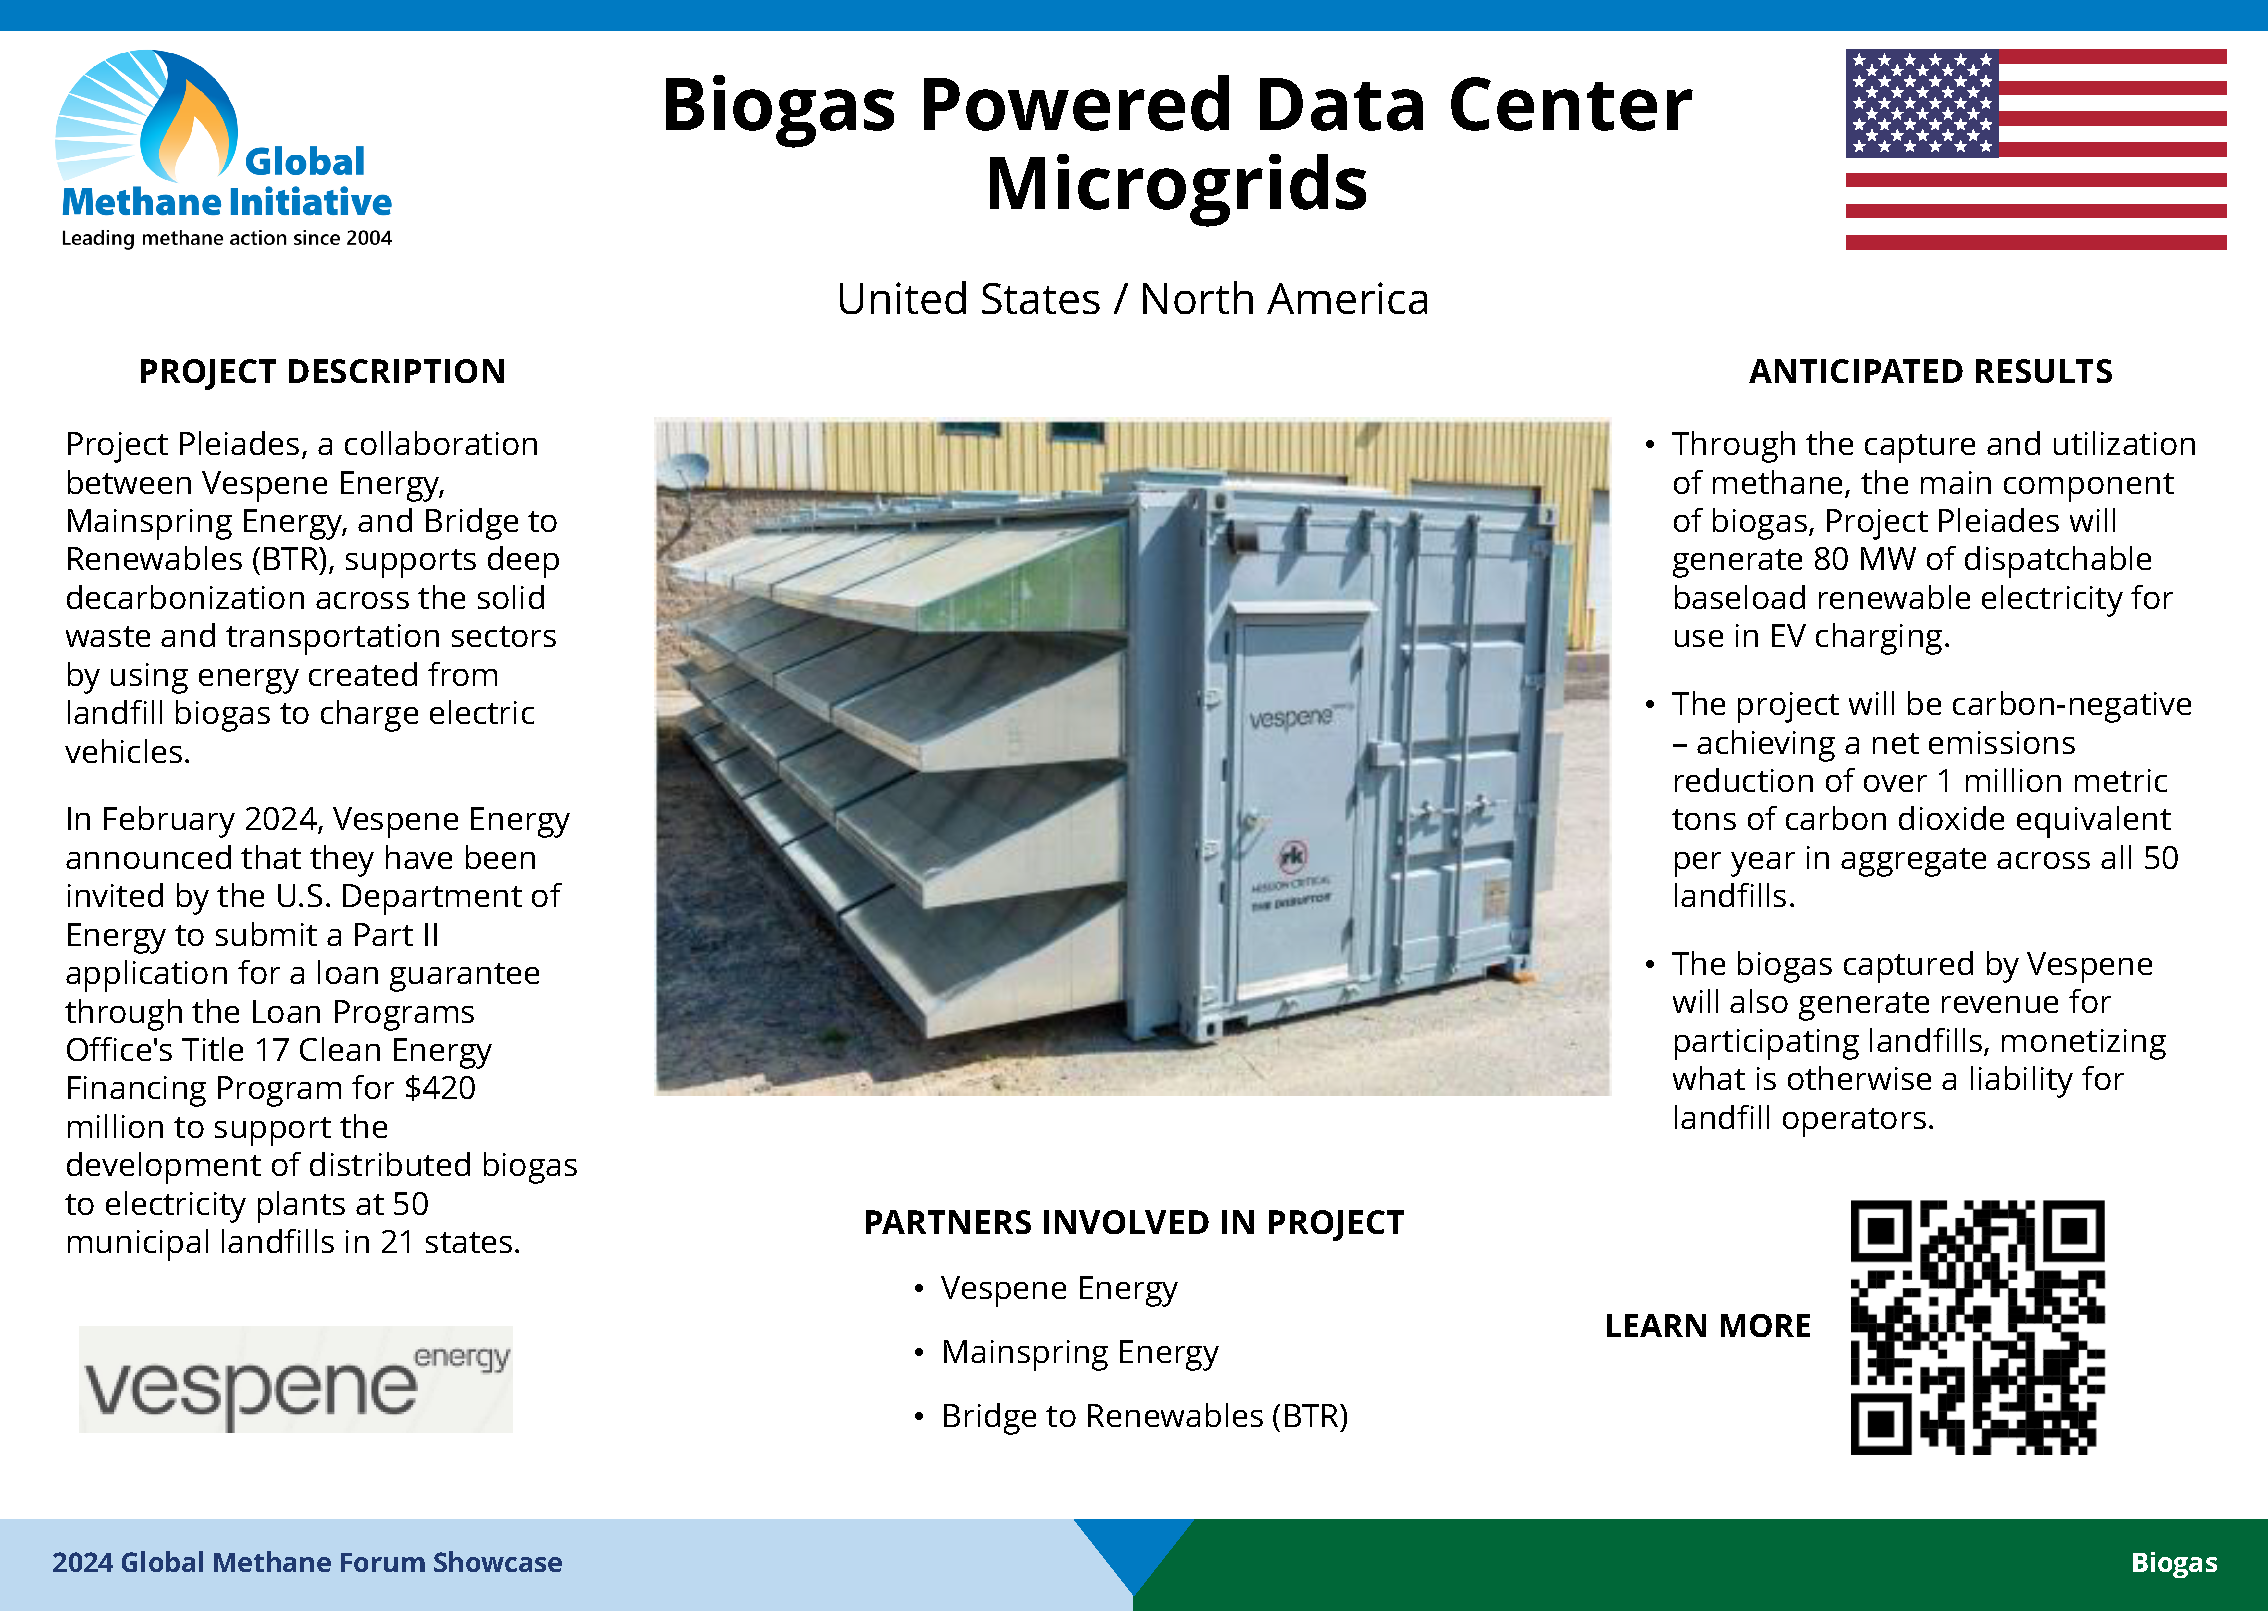 Global
Methane Initiative
Leading methane action since 2004
Biogas Powered Data Center
Microgrids
United States / North America
PROJECT DESCRIPTION
Project Pleiades, a collaboration
between Vespene Energy,
Mainspring Energy, and Bridge to
Renewables (BTR), supports deep
decarbonization across the solid
waste and transportation sectors
by using energy created from
landfill biogas to charge electric
vehicles.
In February 2024, Vespene Energy
announced that they have been
invited by the U.S. Department of
Energy to submit a Part II
application for a loan guarantee
through the Loan Programs
Office's Title 17 Clean Energy
Financing Program for $420
million to support the
development of distributed biogas
to electricity plants at 50
municipal landfills in 21 states.
vespene energy
vespene energy
rk
MISSION CRITICAL
THE DISRUPTOR
PARTNERS INVOLVED IN PROJECT
• Vespene Energy
• Mainspring Energy
• Bridge to Renewables (BTR)
ANTICIPATED RESULTS
• Through the capture and utilization
of methane, the main component
of biogas, Project Pleiades will
generate 80 MW of dispatchable
baseload renewable electricity for
use in EV charging.
• The project will be carbon-negative
– achieving a net emissions
reduction of over 1 million metric
tons of carbon dioxide equivalent
per year in aggregate across all 50
landfills.
• The biogas captured by Vespene
will also generate revenue for
participating landfills, monetizing
what is otherwise a liability for
landfill operators.
LEARN MORE
2024 Global Methane Forum Showcase
Biogas